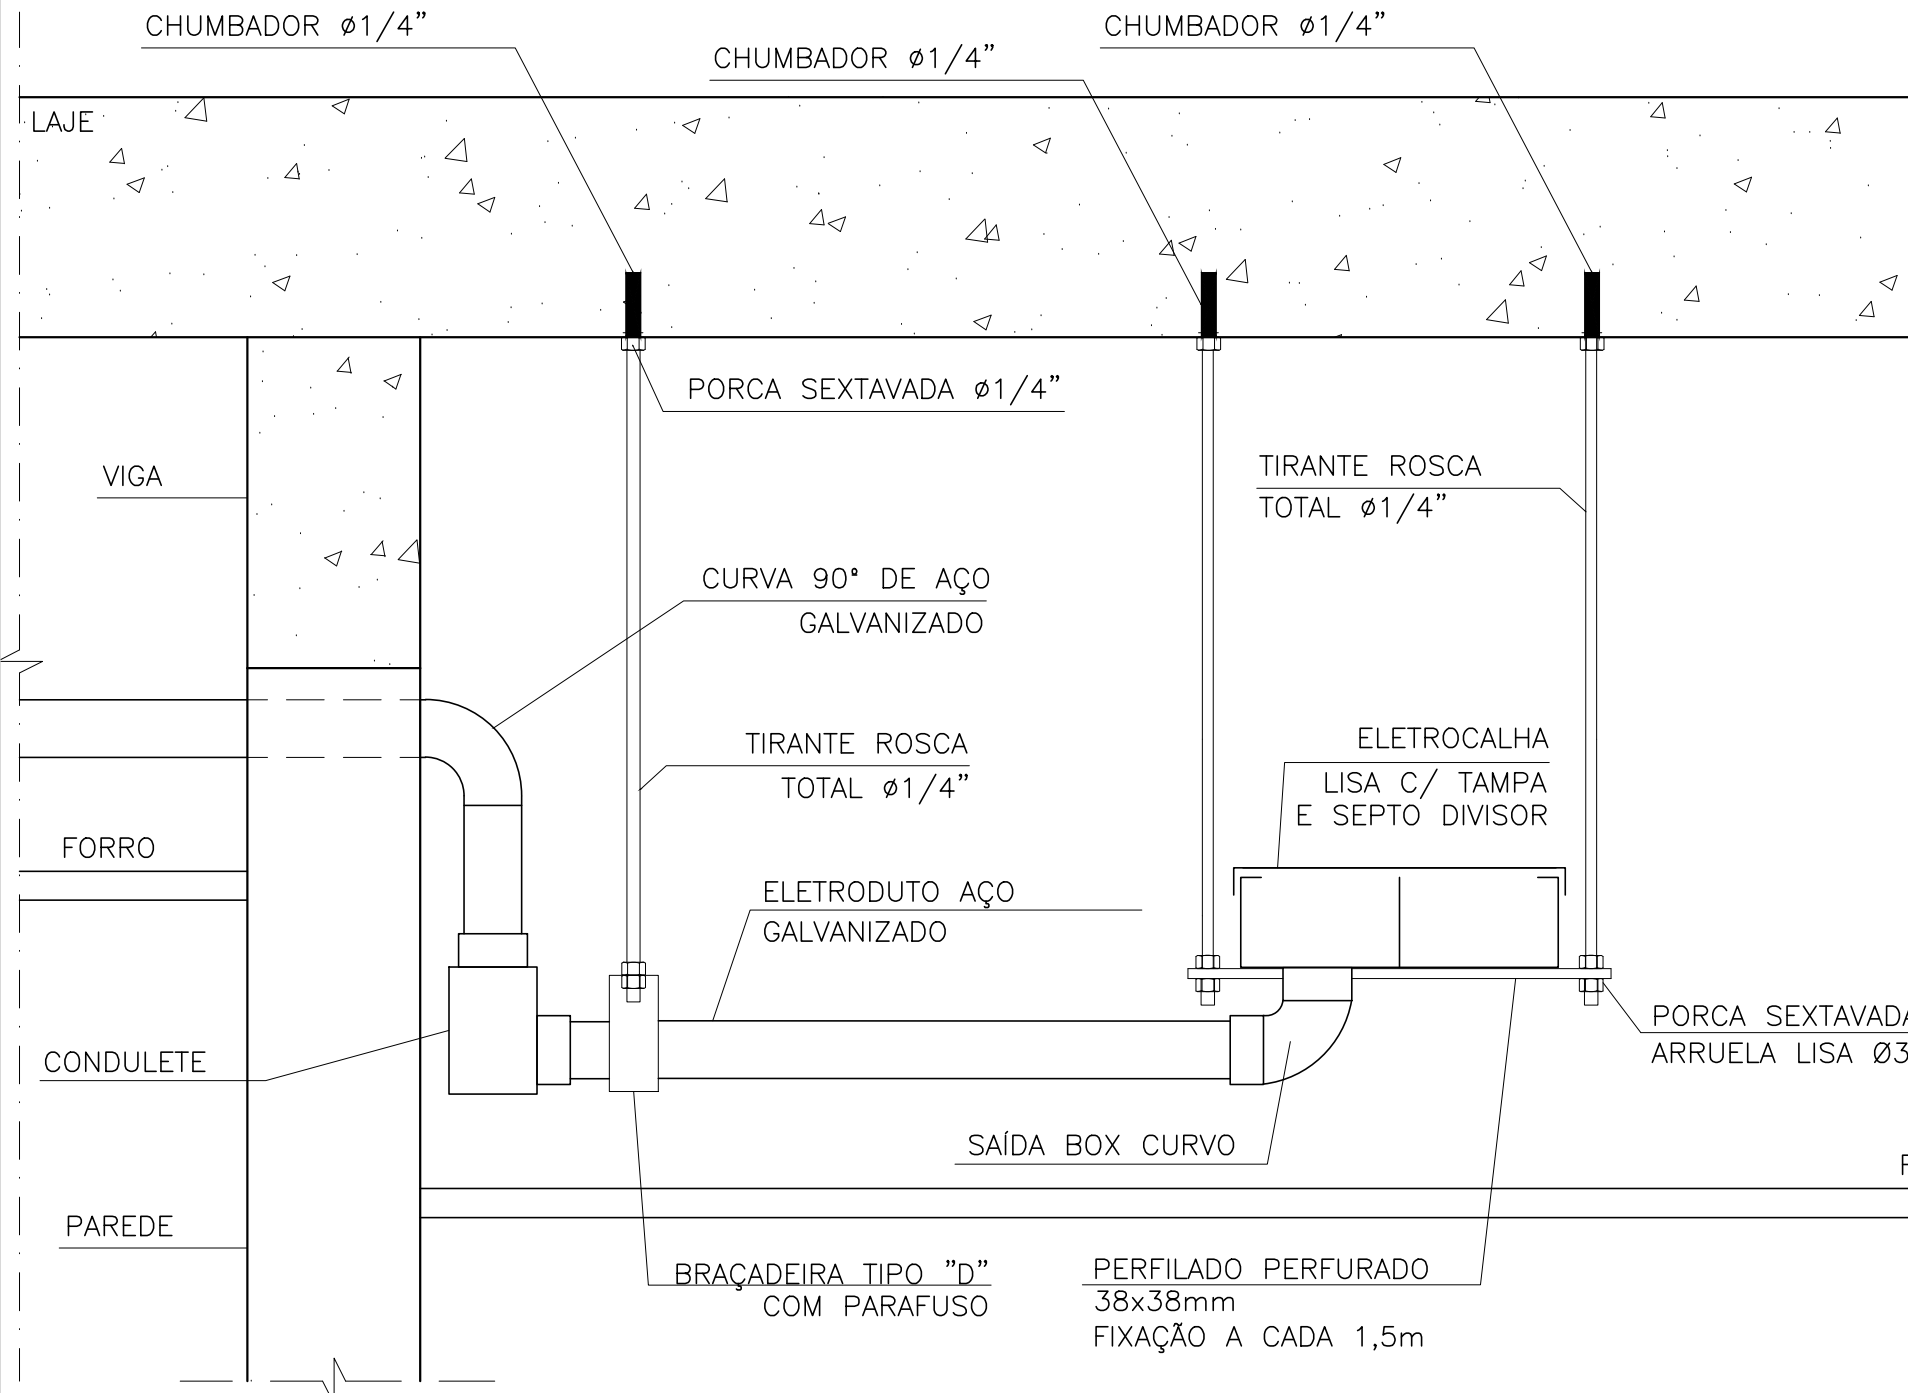 CHUMBADOR ø1/4”
CHUMBADOR ø1/4”
CHUMBADOR ø1/4”
LAJE
PORCA SEXTAVADA ø1/4”
VIGA
TIRANTE ROSCA
TOTAL ø1/4”
CURVA 90º DE AÇO
GALVANIZADO
TIRANTE ROSCA
TOTAL ø1/4”
ELETROCALHA
LISA C/ TAMPA
E SEPTO DIVISOR
FORRO
ELETRODUTO AÇO
GALVANIZADO
PORCA SEXTAVADA
ARRUELA LISA Ø3
CONDULETE
SAÍDA BOX CURVO
PAREDE
BRAÇADEIRA TIPO ”D”
COM PARAFUSO
PERFILADO PERFURADO
38x38mm
FIXAÇÃO A CADA 1,5m